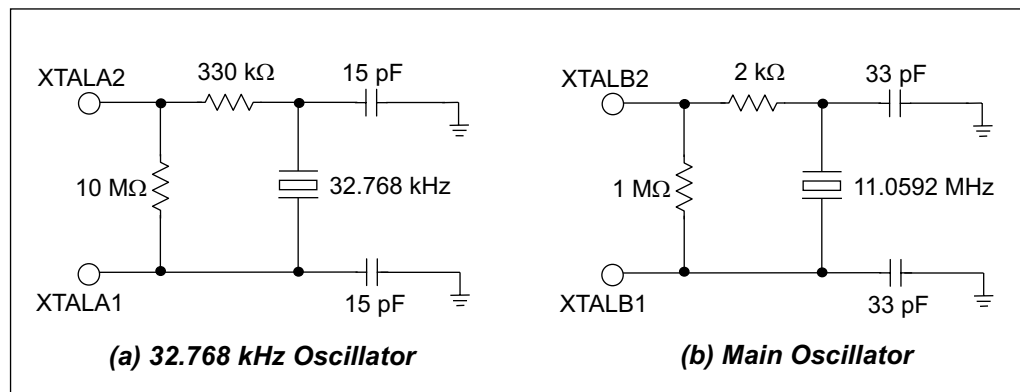 XTALA2
330 kΩ
15 pF
10 MΩ
32.768 kHz
XTALA1
15 pF
(a) 32.768 kHz Oscillator
XTALB2
2 kΩ
33 pF
1 MΩ
11.0592 MHz
XTALB1
33 pF
(b) Main Oscillator